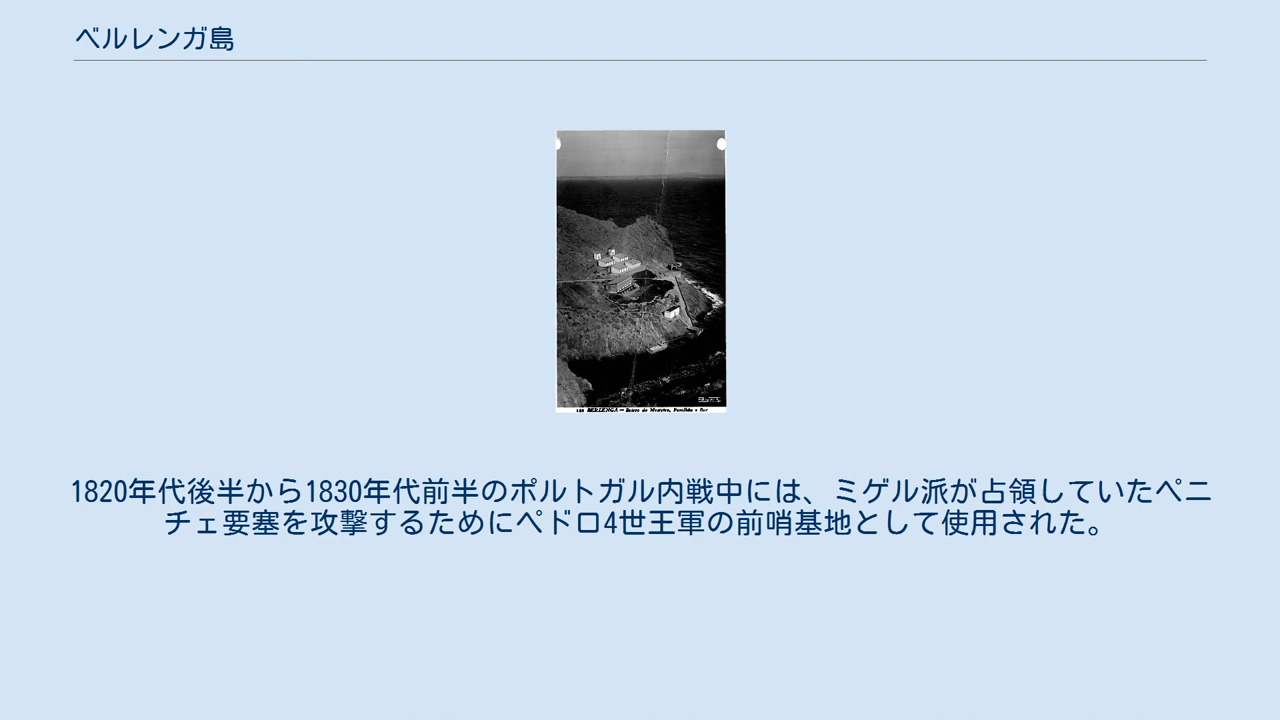 ベルレンガ島
BERLENGA
1820年代後半から1830年代前半のポルトガル内戦中には、ミゲル派が占領していたペニ
チェ要塞を攻撃するためにペドロ4世王軍の前哨基地として使用された。